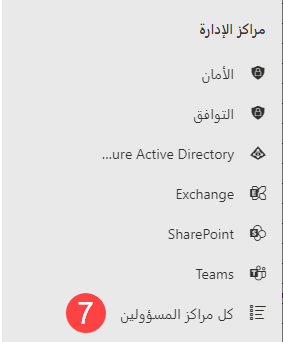 مراكز الإدارة
الأمان
التوافق
...ure Active Directory
Exchange
SharePoint
Teams
كل مراكز المسؤولين 7